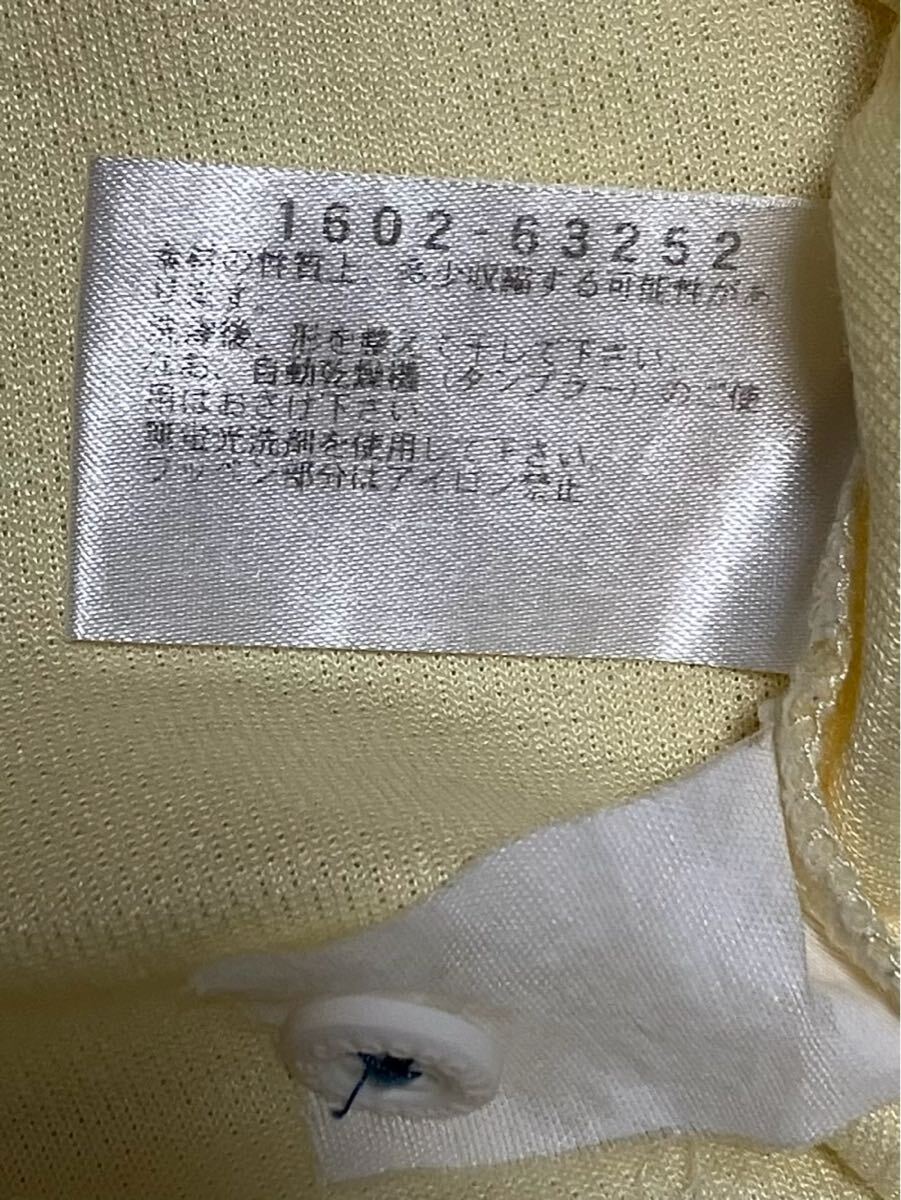 1602-63252
素材の性質上、多少収縮する可能性があ
ります。
洗濯後、形を整えて干して下さい。
なお、自動乾燥機（タンブラー）のご使
用はおさけ下さい
無蛍光洗剤を使用して下さい。
ワッペン部分はアイロン禁止